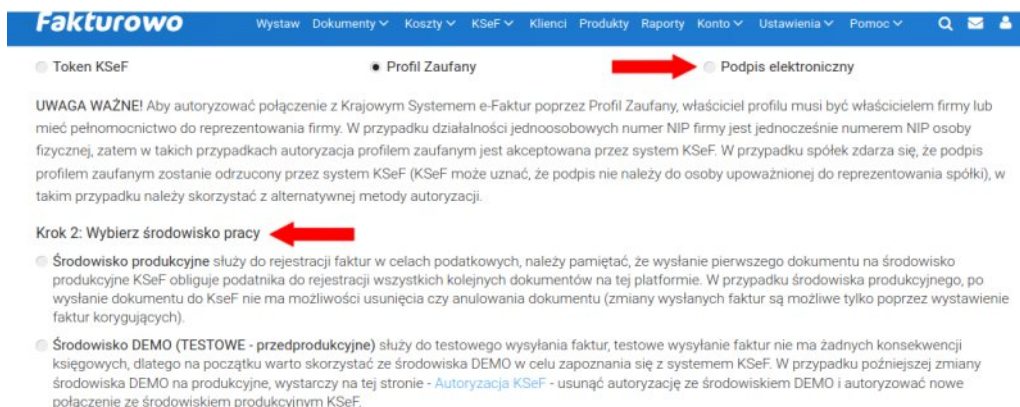 Fakturowo
Wystaw Dokumenty Koszty KSeF Klienci Produkty Raporty Konto Ustawienia Pomoc
Token KSeF Profil Zaufany Podpis elektroniczny
UWAGA WAŻNE! Aby autoryzować połączenie z Krajowym Systemem e-Faktur poprzez Profil Zaufany, właściciel profilu musi być właścicielem firmy lub
mieć pełnomocnictwo do reprezentowania firmy. W przypadku działalności jednoosobowych numer NIP firmy jest jednocześnie numerem NIP osoby
fizycznej, zatem w takich przypadkach autoryzacja profilem zaufanym jest akceptowana przez system KSeF. W przypadku spółek zdarza się, że podpis
profilem zaufanym zostanie odrzucony przez system KSeF (KSeF może uznać, że podpis nie należy do osoby upoważnionej do reprezentowania spółki), w
takim przypadku należy skorzystać z alternatywnej metody autoryzacji.
Krok 2: Wybierz środowisko pracy
Środowisko produkcyjne służy do rejestracji faktur w celach podatkowych, należy pamiętać, że wysłanie pierwszego dokumentu na środowisko
produkcyjne KSeF obliguje podatnika do rejestracji wszystkich kolejnych dokumentów na tej platformie. W przypadku środowiska produkcyjnego, po
wysłanie dokumentu do KseF nie ma możliwości usunięcia czy anulowania dokumentu (zmiany wysłanych faktur są możliwe tylko poprzez wystawienie
faktur korygujących).
Środowisko DEMO (TESTOWE - przedprodukcyjne) służy do testowego wysyłania faktur, testowe wysyłanie faktur nie ma żadnych konsekwencji
księgowych, dlatego na początku warto skorzystać ze środowiska DEMO w celu zapoznania się z systemem KSeF. W przypadku późniejszej zmiany
środowiska DEMO na produkcyjne, wystarczy na tej stronie - Autoryzacja KSeF - usunąć autoryzację ze środowiskiem DEMO i autoryzować nowe
połączenie ze środowiskiem produkcyjnym KSeF.